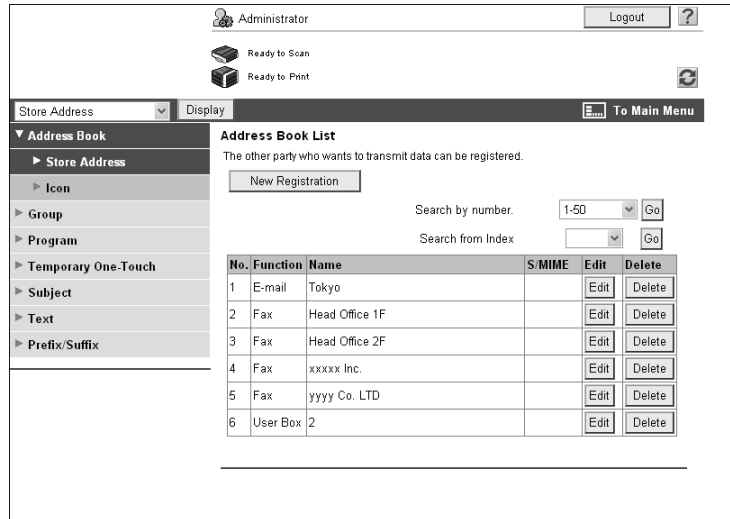 Administrator
Logout
?
Ready to Scan
Ready to Print
Store Address
Display
To Main Menu
Address Book
Store Address
Icon
Group
Program
Temporary One-Touch
Subject
Text
Prefix/Suffix
Address Book List
The other party who wants to transmit data can be registered.
New Registration
Search by number. 1-50 Go
Search from Index Go
No. Function Name S/MIME Edit Delete
1 E-mail Tokyo Edit Delete
2 Fax Head Office 1F Edit Delete
3 Fax Head Office 2F Edit Delete
4 Fax xxxxx Inc. Edit Delete
5 Fax yyyy Co. LTD Edit Delete
6 User Box 2 Edit Delete